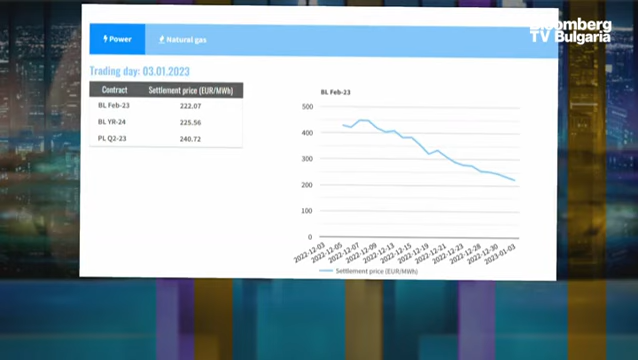 Bloomberg
TV Bulgaria
Power
Natural gas
Trading day: 03.01.2023
Contract Settlement price (EUR/MWh)
BL Feb-23 222.07
BL YR-24 225.56
PL Q2-23 240.72
BL Feb-23
500
400
300
200
100
0
2022-12-03 2022-12-05 2022-12-07 2022-12-09 2022-12-13 2022-12-15 2022-12-19 2022-12-21 2022-12-23 2022-12-28 2022-12-30 2023-01-03
Settlement price (EUR/MWh)